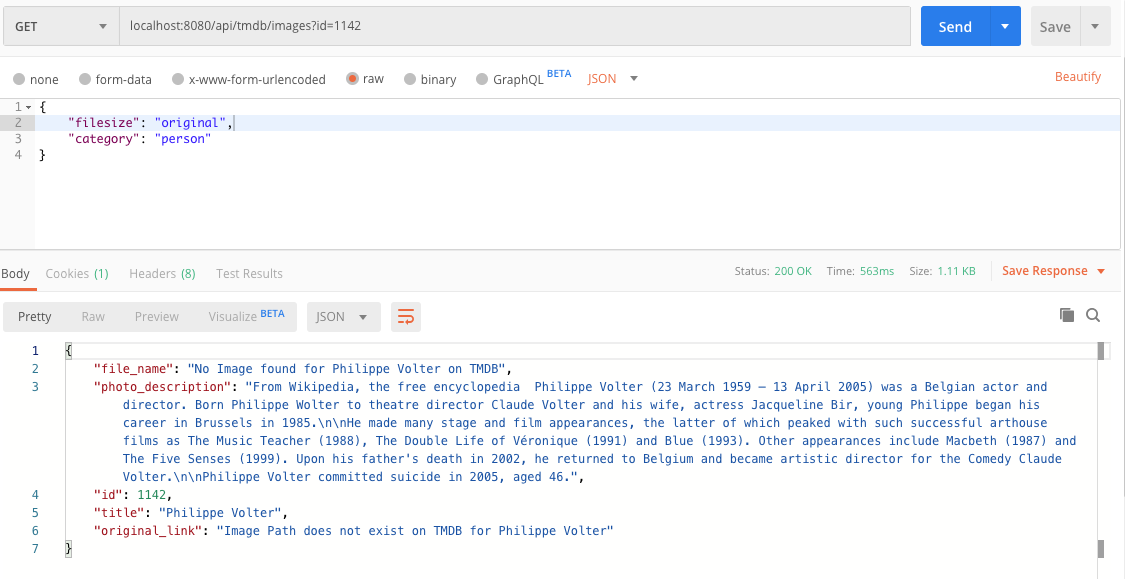 GET localhost:8080/api/tmdb/images?id=1142 Send Save
none form-data x-www-form-urlencoded raw binary GraphQL BETA JSON Beautify
1 {
2 "filesize": "original",
3 "category": "person"
4 }
Body Cookies (1) Headers (8) Test Results Status: 200 OK Time: 563ms Size: 1.11 KB Save Response
Pretty Raw Preview Visualize BETA JSON
1 {
2 "file_name": "No Image found for Philippe Volter on TMDB",
3 "photo_description": "From Wikipedia, the free encyclopedia  Philippe Volter (23 March 1959 – 13 April 2005) was a Belgian actor and
director. Born Philippe Wolter to theatre director Claude Volter and his wife, actress Jacqueline Bir, young Philippe began his
career in Brussels in 1985.\n\nHe made many stage and film appearances, the latter of which peaked with such successful arthouse
films as The Music Teacher (1988), The Double Life of Véronique (1991) and Blue (1993). Other appearances include Macbeth (1987) and
The Five Senses (1999). Upon his father's death in 2002, he returned to Belgium and became artistic director for the Comedy Claude
Volter.\n\nPhilippe Volter committed suicide in 2005, aged 46.",
4 "id": 1142,
5 "title": "Philippe Volter",
6 "original_link": "Image Path does not exist on TMDB for Philippe Volter"
7 }